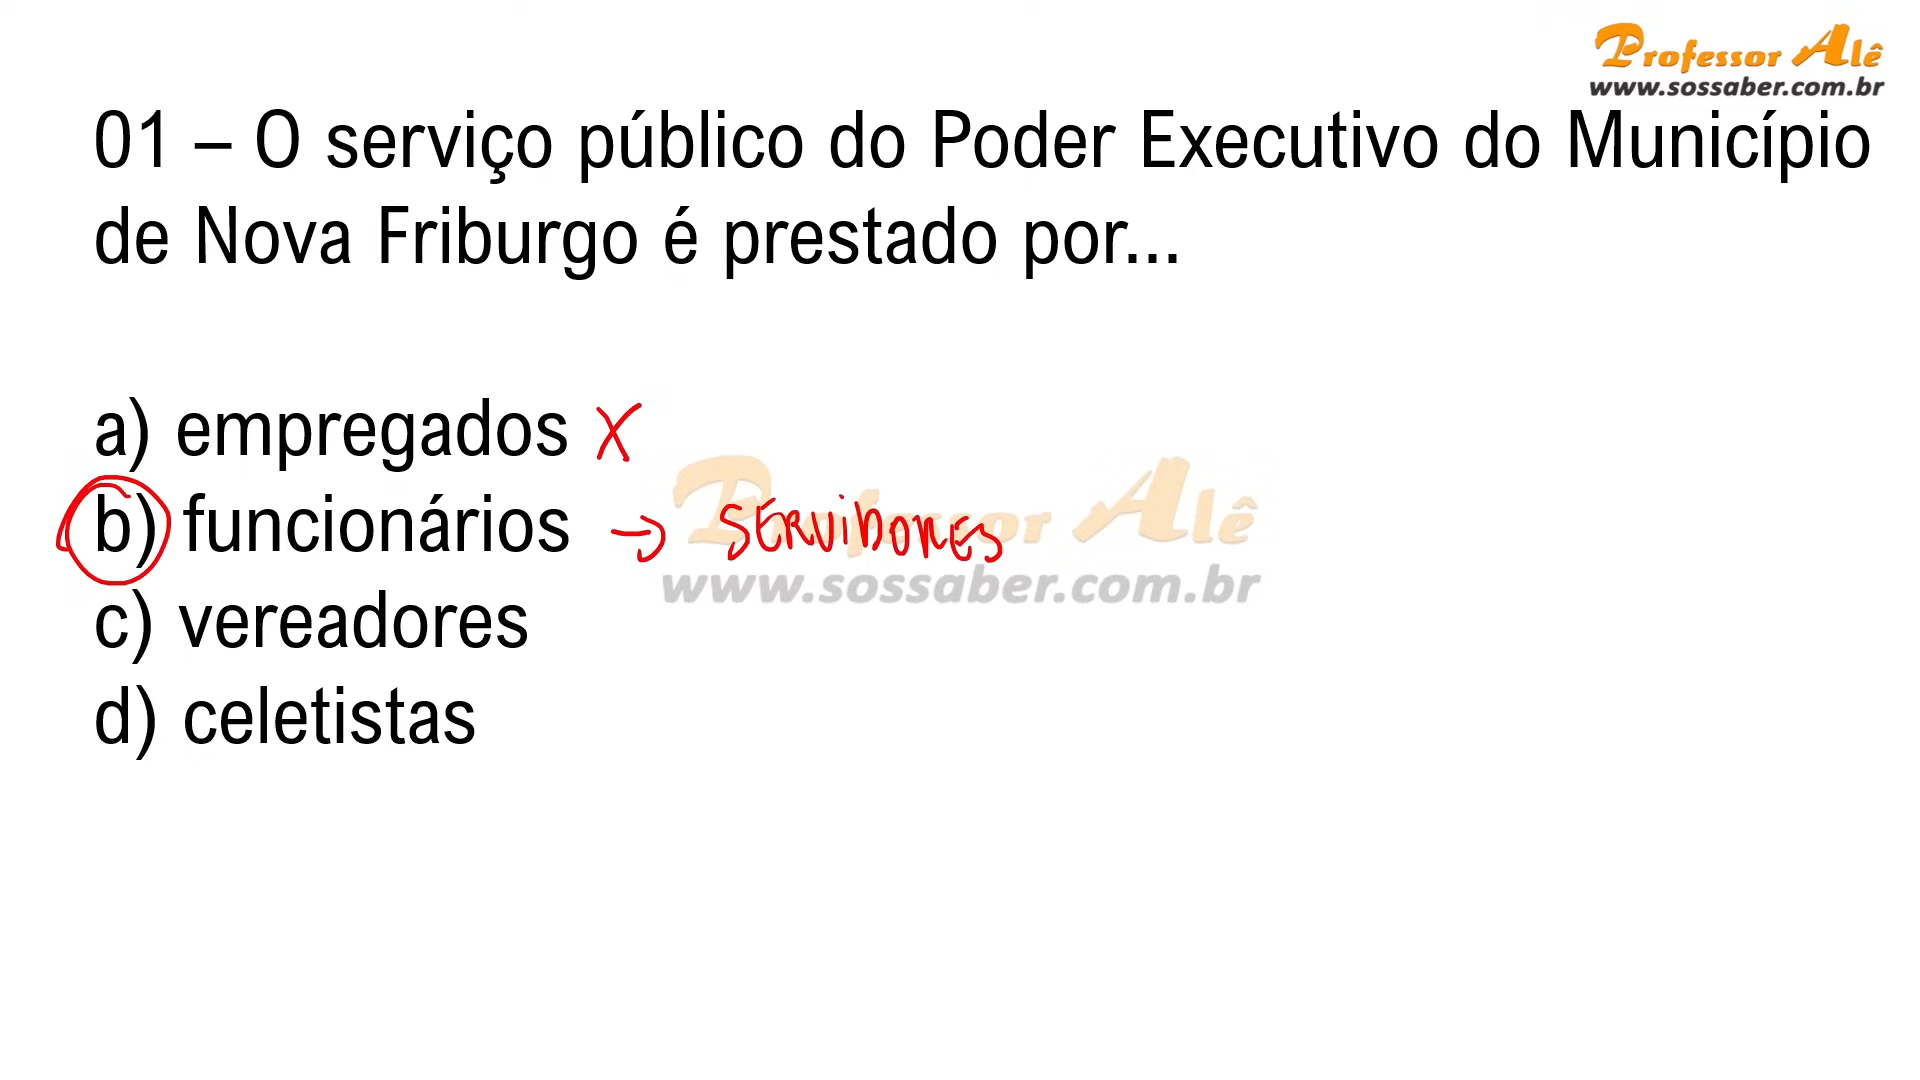 Professor Alê
www.sossaber.com.br
01 – O serviço público do Poder Executivo do Município
de Nova Friburgo é prestado por...
a) empregados X
b) funcionários → SERVIDORES
c) vereadores
d) celetistas
Professor Alê
www.sossaber.com.br